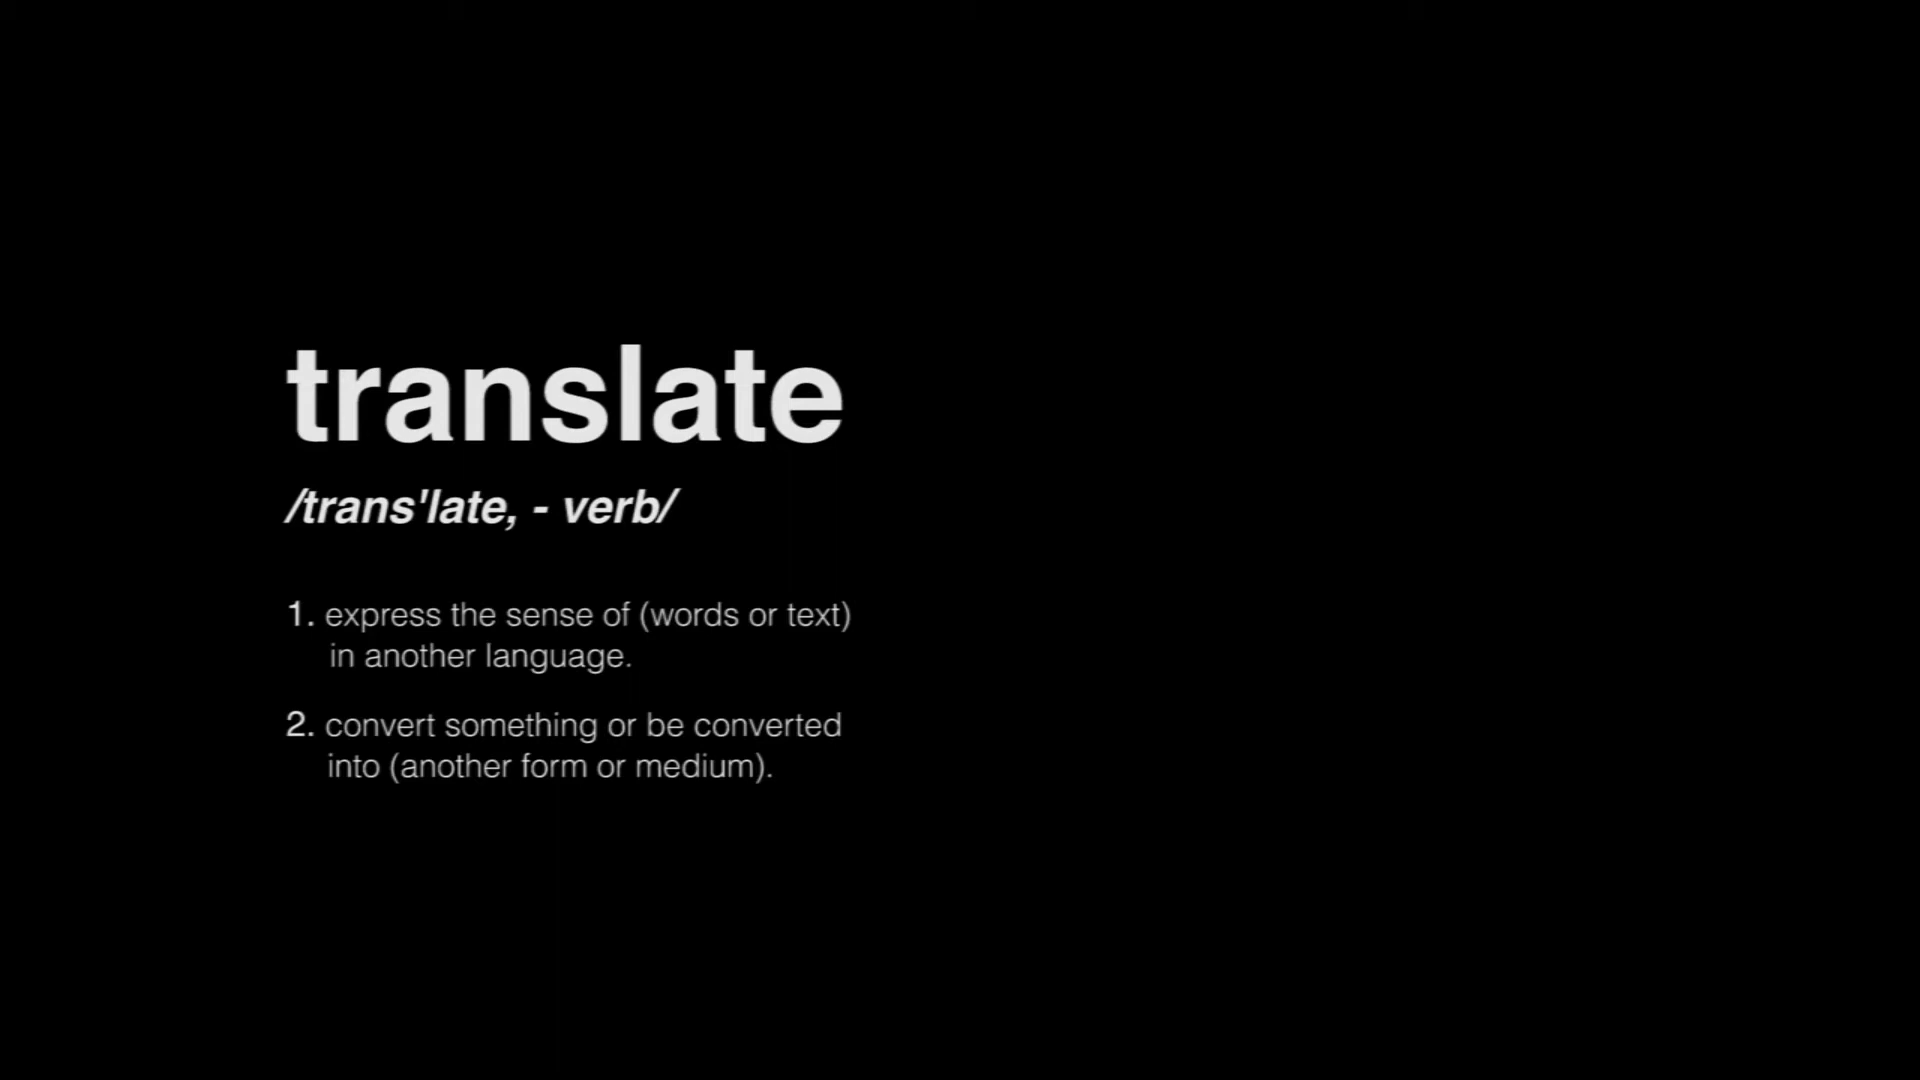 translate
/trans'late, - verb/
1. express the sense of (words or text)
in another language.
2. convert something or be converted
into (another form or medium).